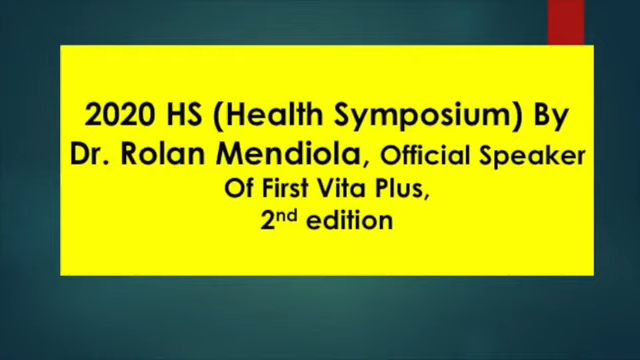 2020 HS (Health Symposium) By
Dr. Rolan Mendiola, Official Speaker
Of First Vita Plus,
2nd edition